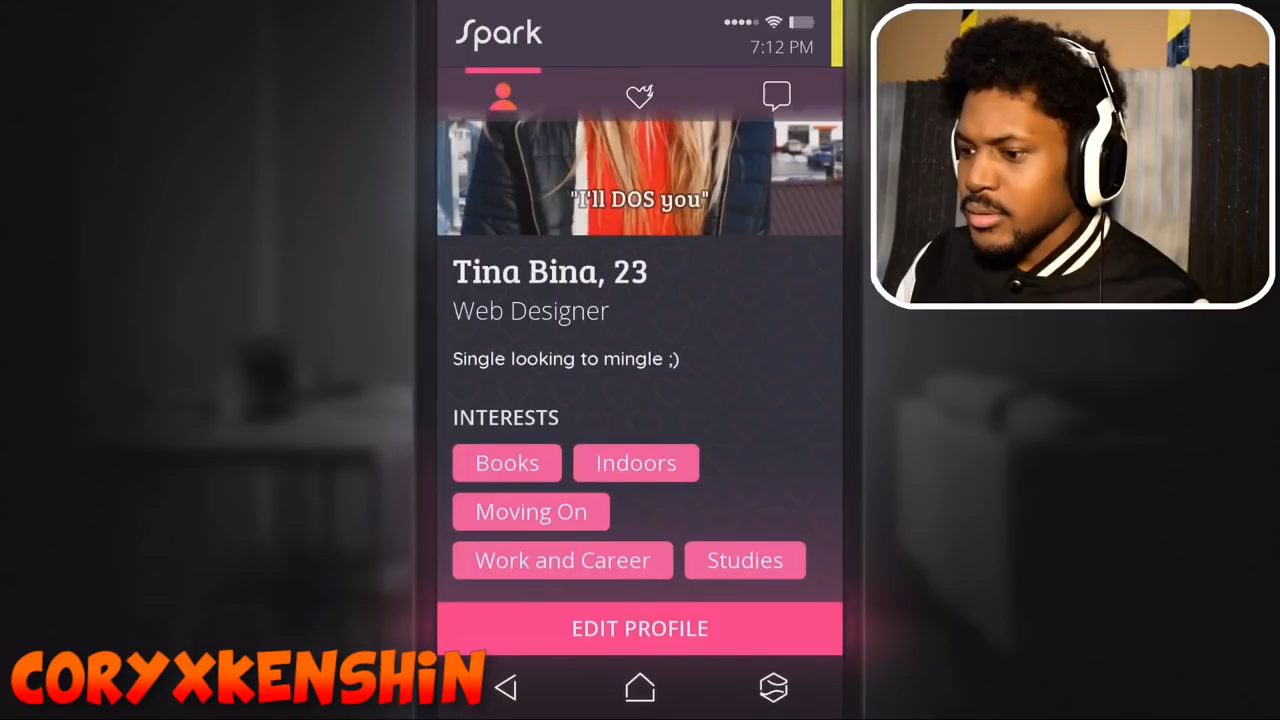 Spark
7:12 PM
"I'll DOS you"
Tina Bina, 23
Web Designer
Single looking to mingle ;)
INTERESTS
Books
Indoors
Moving On
Work and Career
Studies
EDIT PROFILE
CORYXKENSHiN